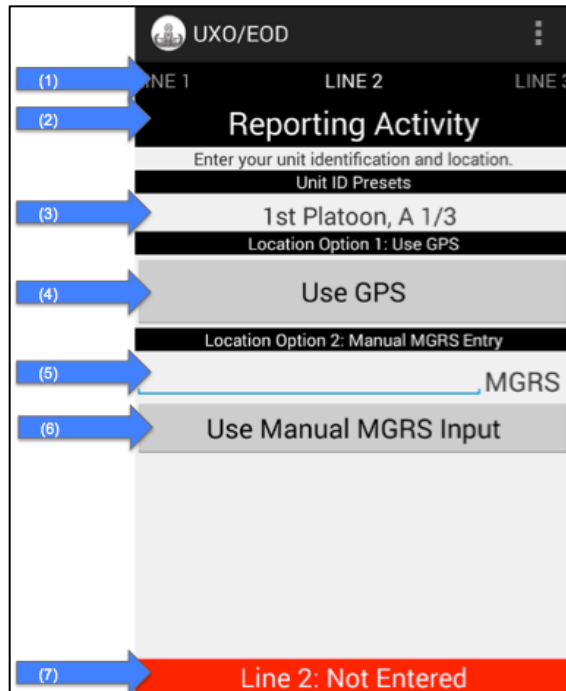 UXO/EOD
(1) INE 1 LINE 2 LINE 3
(2) Reporting Activity
Enter your unit identification and location.
Unit ID Presets
(3) 1st Platoon, A 1/3
Location Option 1: Use GPS
(4) Use GPS
Location Option 2: Manual MGRS Entry
(5) MGRS
(6) Use Manual MGRS Input
(7) Line 2: Not Entered